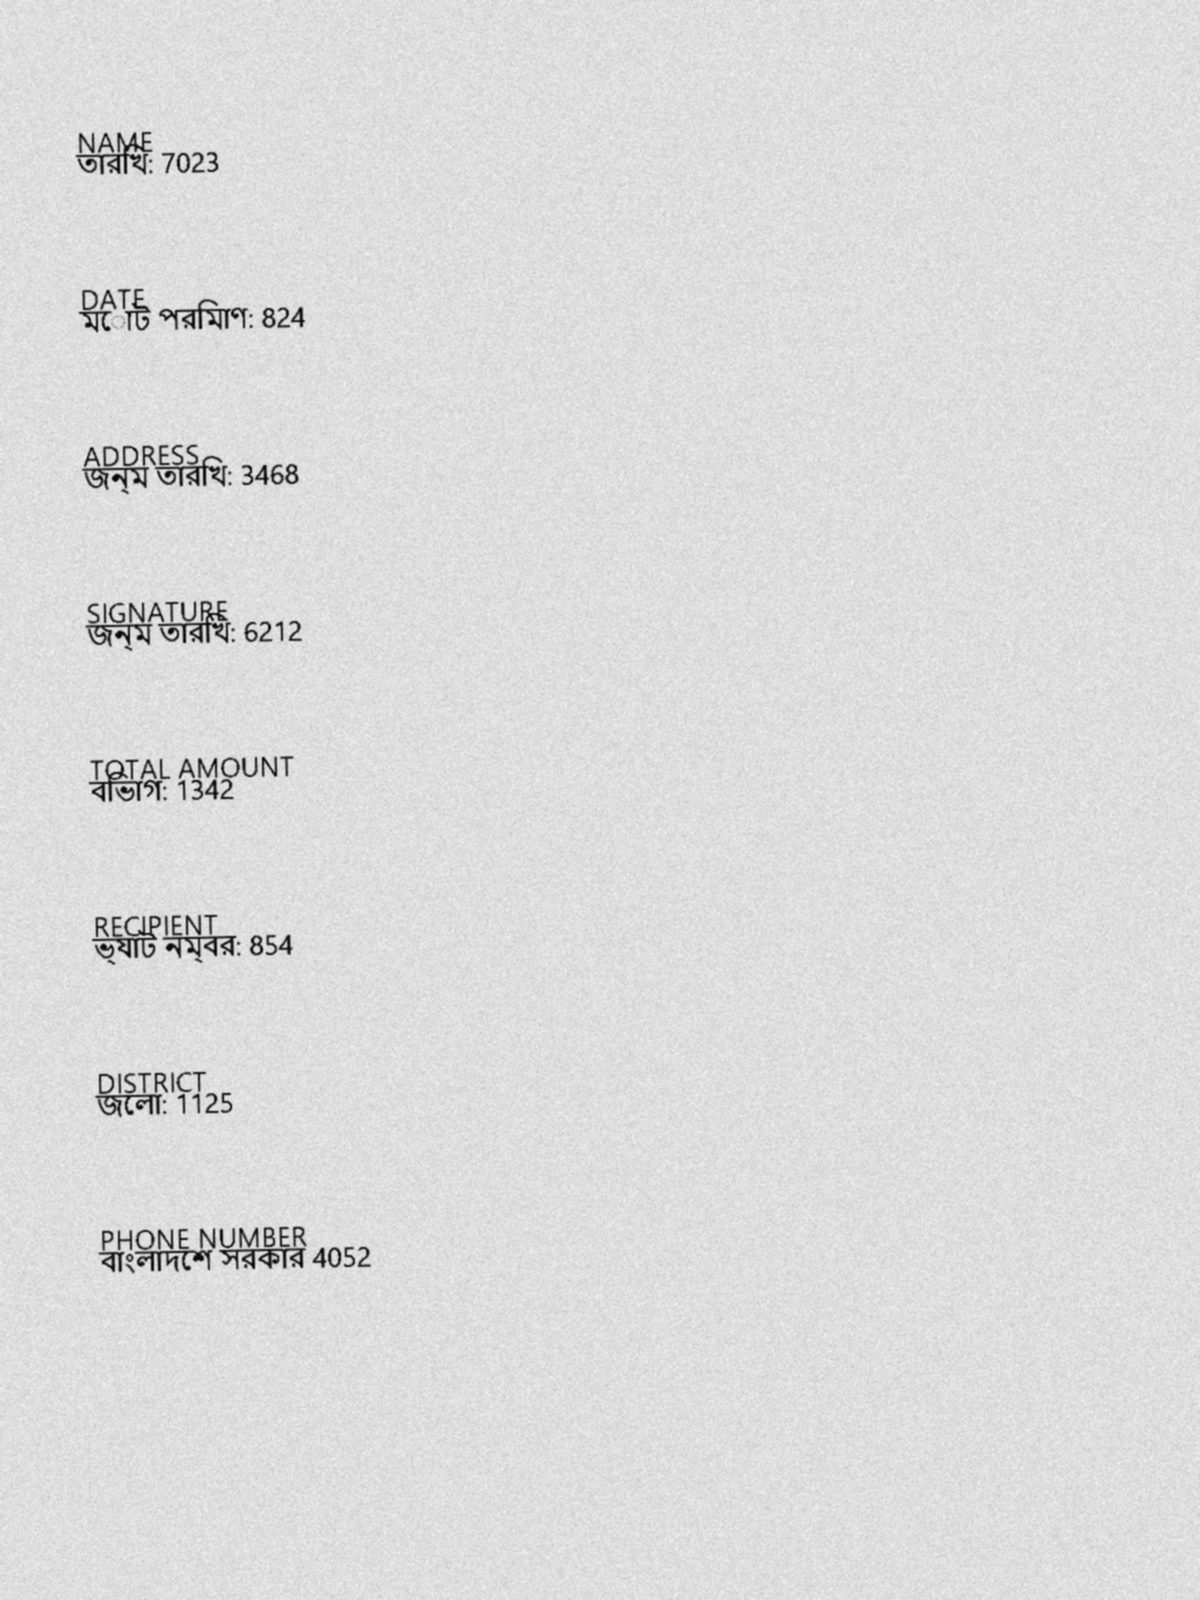 NAME
তারিখ: 7023
DATE
মোট পরিমাণ: 824
ADDRESS
জন্ম তারিখ: 3468
SIGNATURE
জন্ম তারিখ: 6212
TOTAL AMOUNT
বিভাগ: 1342
RECIPIENT
ভ্যাট নম্বর: 854
DISTRICT
জেলা: 1125
PHONE NUMBER
বাংলাদেশ সরকার 4052